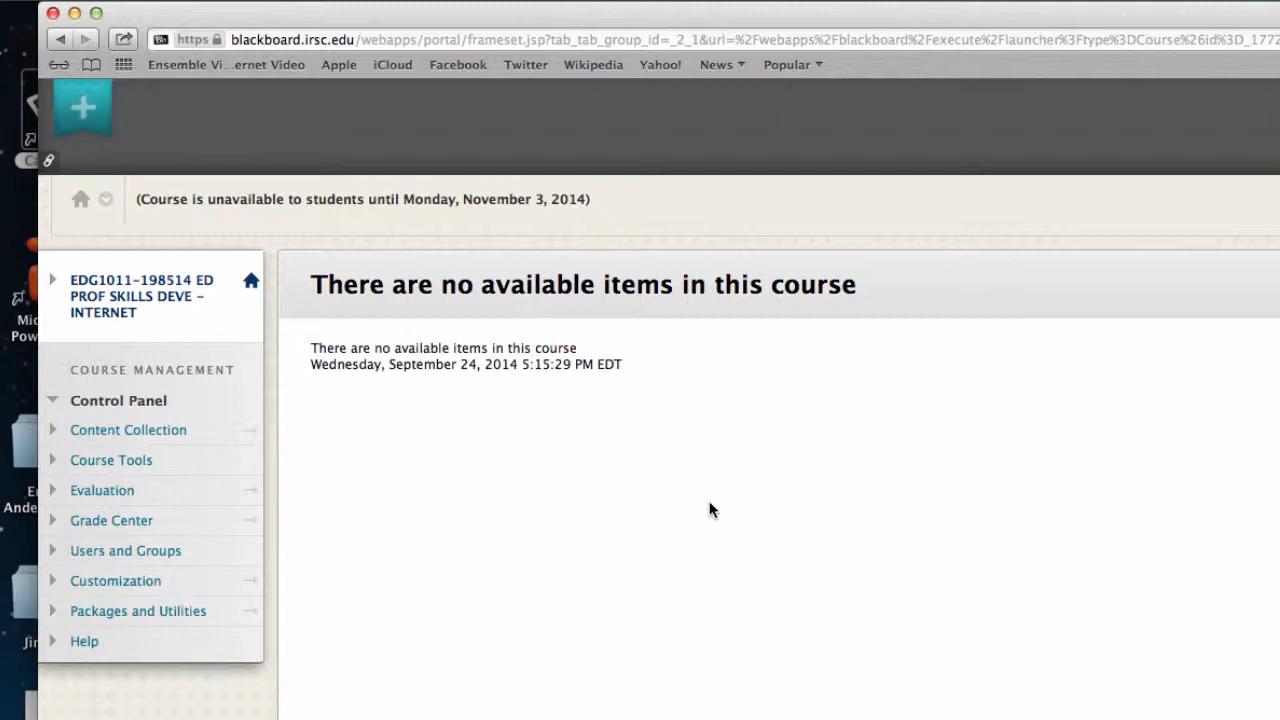 https blackboard.irsc.edu/webapps/portal/frameset.jsp?tab_tab_group_id=_2_1&url=%2Fwebapps%2Fblackboard%2Fexecute%2Flauncher%3Ftype%3DCourse%26id%3D_1772
Ensemble Vi...ernet Video Apple iCloud Facebook Twitter Wikipedia Yahoo! News Popular
(Course is unavailable to students until Monday, November 3, 2014)
EDG1011-198514 ED
PROF SKILLS DEVE -
INTERNET
There are no available items in this course
There are no available items in this course
Wednesday, September 24, 2014 5:15:29 PM EDT
COURSE MANAGEMENT
Control Panel
Content Collection
Course Tools
Evaluation
Grade Center
Users and Groups
Customization
Packages and Utilities
Help